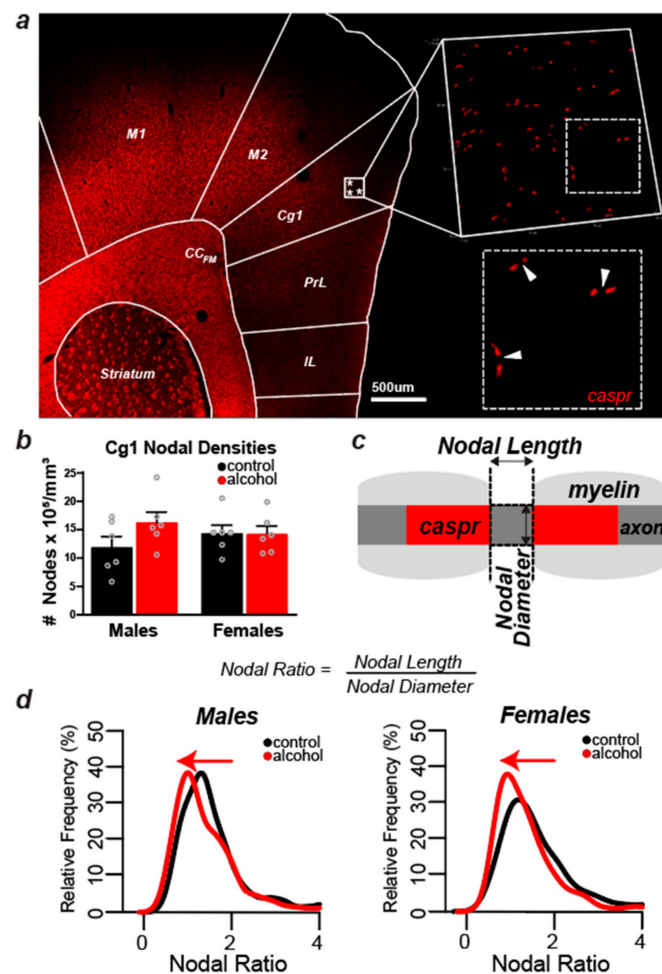 a
M1
M2
Cg1
CCFM
PrL
IL
Striatum
500um
caspr
b
Cg1 Nodal Densities
control
alcohol
# Nodes x 10⁵/mm³
25
20
15
10
5
0
Males
Females
c
Nodal Length
myelin
caspr
axon
Nodal
Diameter
Nodal Ratio = Nodal Length
Nodal Diameter
d
Males
control
alcohol
Relative Frequency (%)
50
40
30
20
10
0
0 2 4
Nodal Ratio
Females
control
alcohol
Relative Frequency (%)
50
40
30
20
10
0
0 2 4
Nodal Ratio